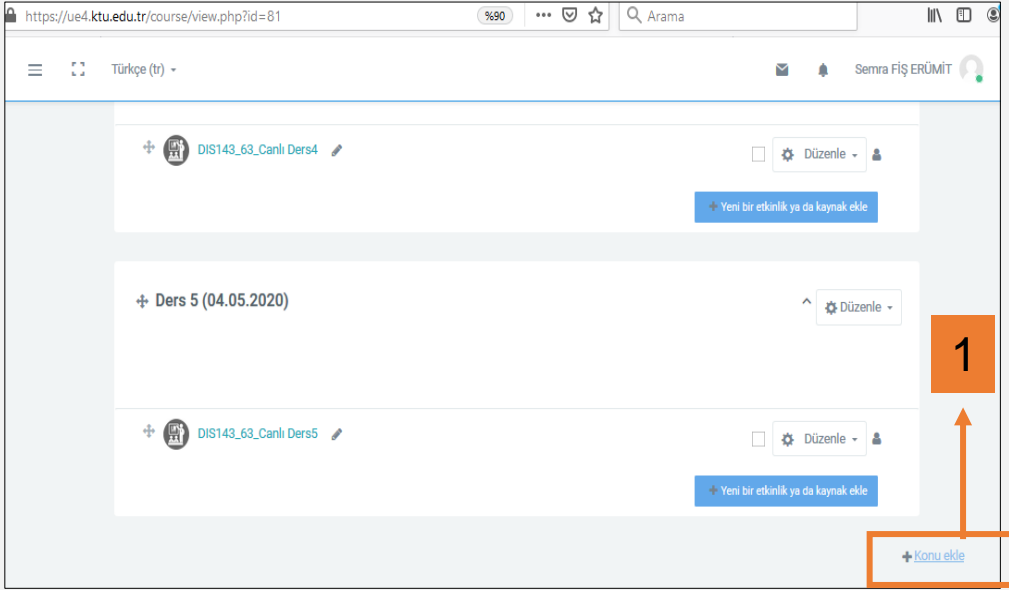 https://ue4.ktu.edu.tr/course/view.php?id=81
%90
Arama
Türkçe (tr)
Semra FİŞ ERÜMİT
DIS143_63_Canlı Ders4
Düzenle
+ Yeni bir etkinlik ya da kaynak ekle
Ders 5 (04.05.2020)
Düzenle
1
DIS143_63_Canlı Ders5
Düzenle
+ Yeni bir etkinlik ya da kaynak ekle
+ Konu ekle